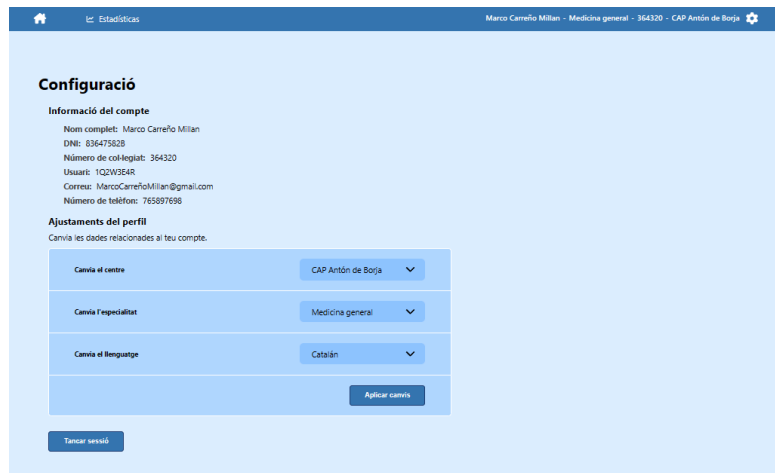 Estadísticas
Marco Carreño Millan - Medicina general - 364320 - CAP Antón de Borja
Configuració
Informació del compte
Nom complet: Marco Carreño Millan
DNI: 83647582B
Número de col·legiat: 364320
Usuari: 1Q2W3E4R
Correu: MarcoCarreñoMillan@gmail.com
Número de telèfon: 765897698
Ajustaments del perfil
Canvia les dades relacionades al teu compte.
Canvia el centre
CAP Antón de Borja
Canvia l'especialitat
Medicina general
Canvia el llenguatge
Catalán
Aplicar canvis
Tancar sessió